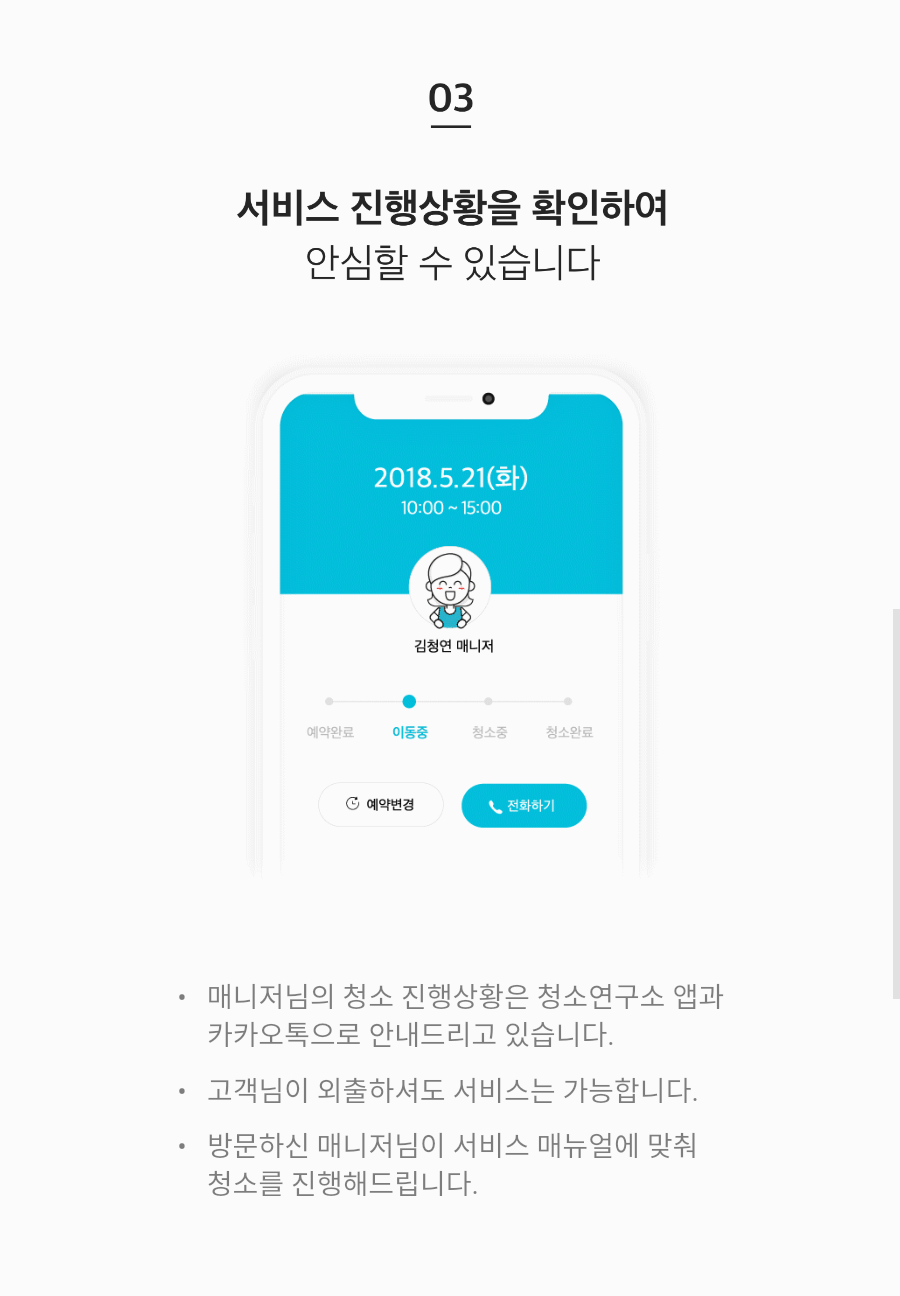 03
서비스 진행상황을 확인하여
안심할 수 있습니다
2018.5.21(화)
10:00 ~ 15:00
김청연 매니저
예약완료 이동중 청소중 청소완료
예약변경 전화하기
• 매니저님의 청소 진행상황은 청소연구소 앱과
카카오톡으로 안내드리고 있습니다.
• 고객님이 외출하셔도 서비스는 가능합니다.
• 방문하신 매니저님이 서비스 매뉴얼에 맞춰
청소를 진행해드립니다.